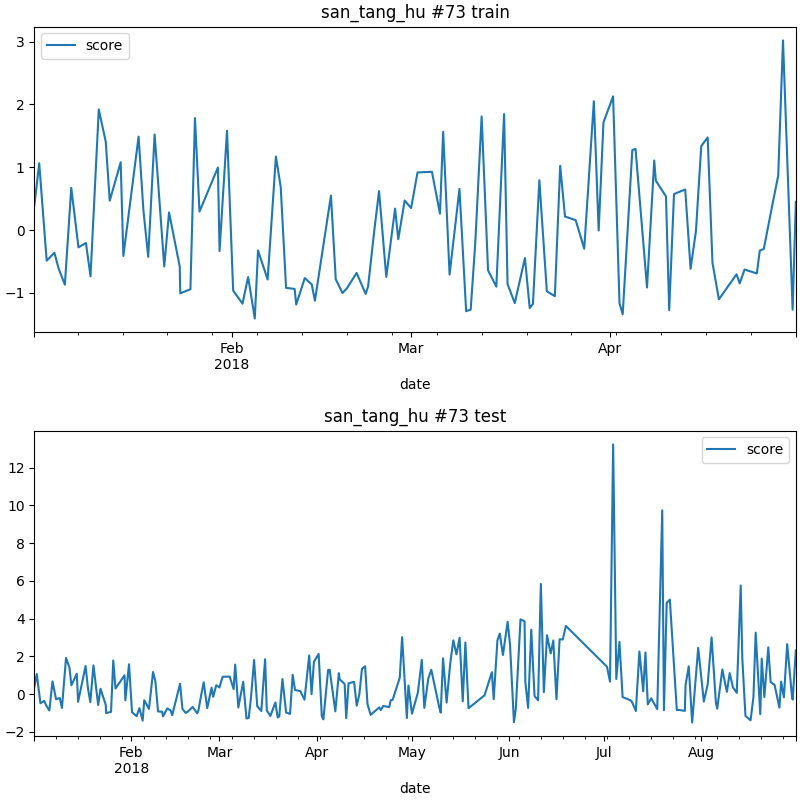 san_tang_hu #73 train
score
3
2
1
0
−1
Feb
2018
Mar
Apr
date
san_tang_hu #73 test
score
12
10
8
6
4
2
0
−2
Feb
2018
Mar
Apr
May
Jun
Jul
Aug
date